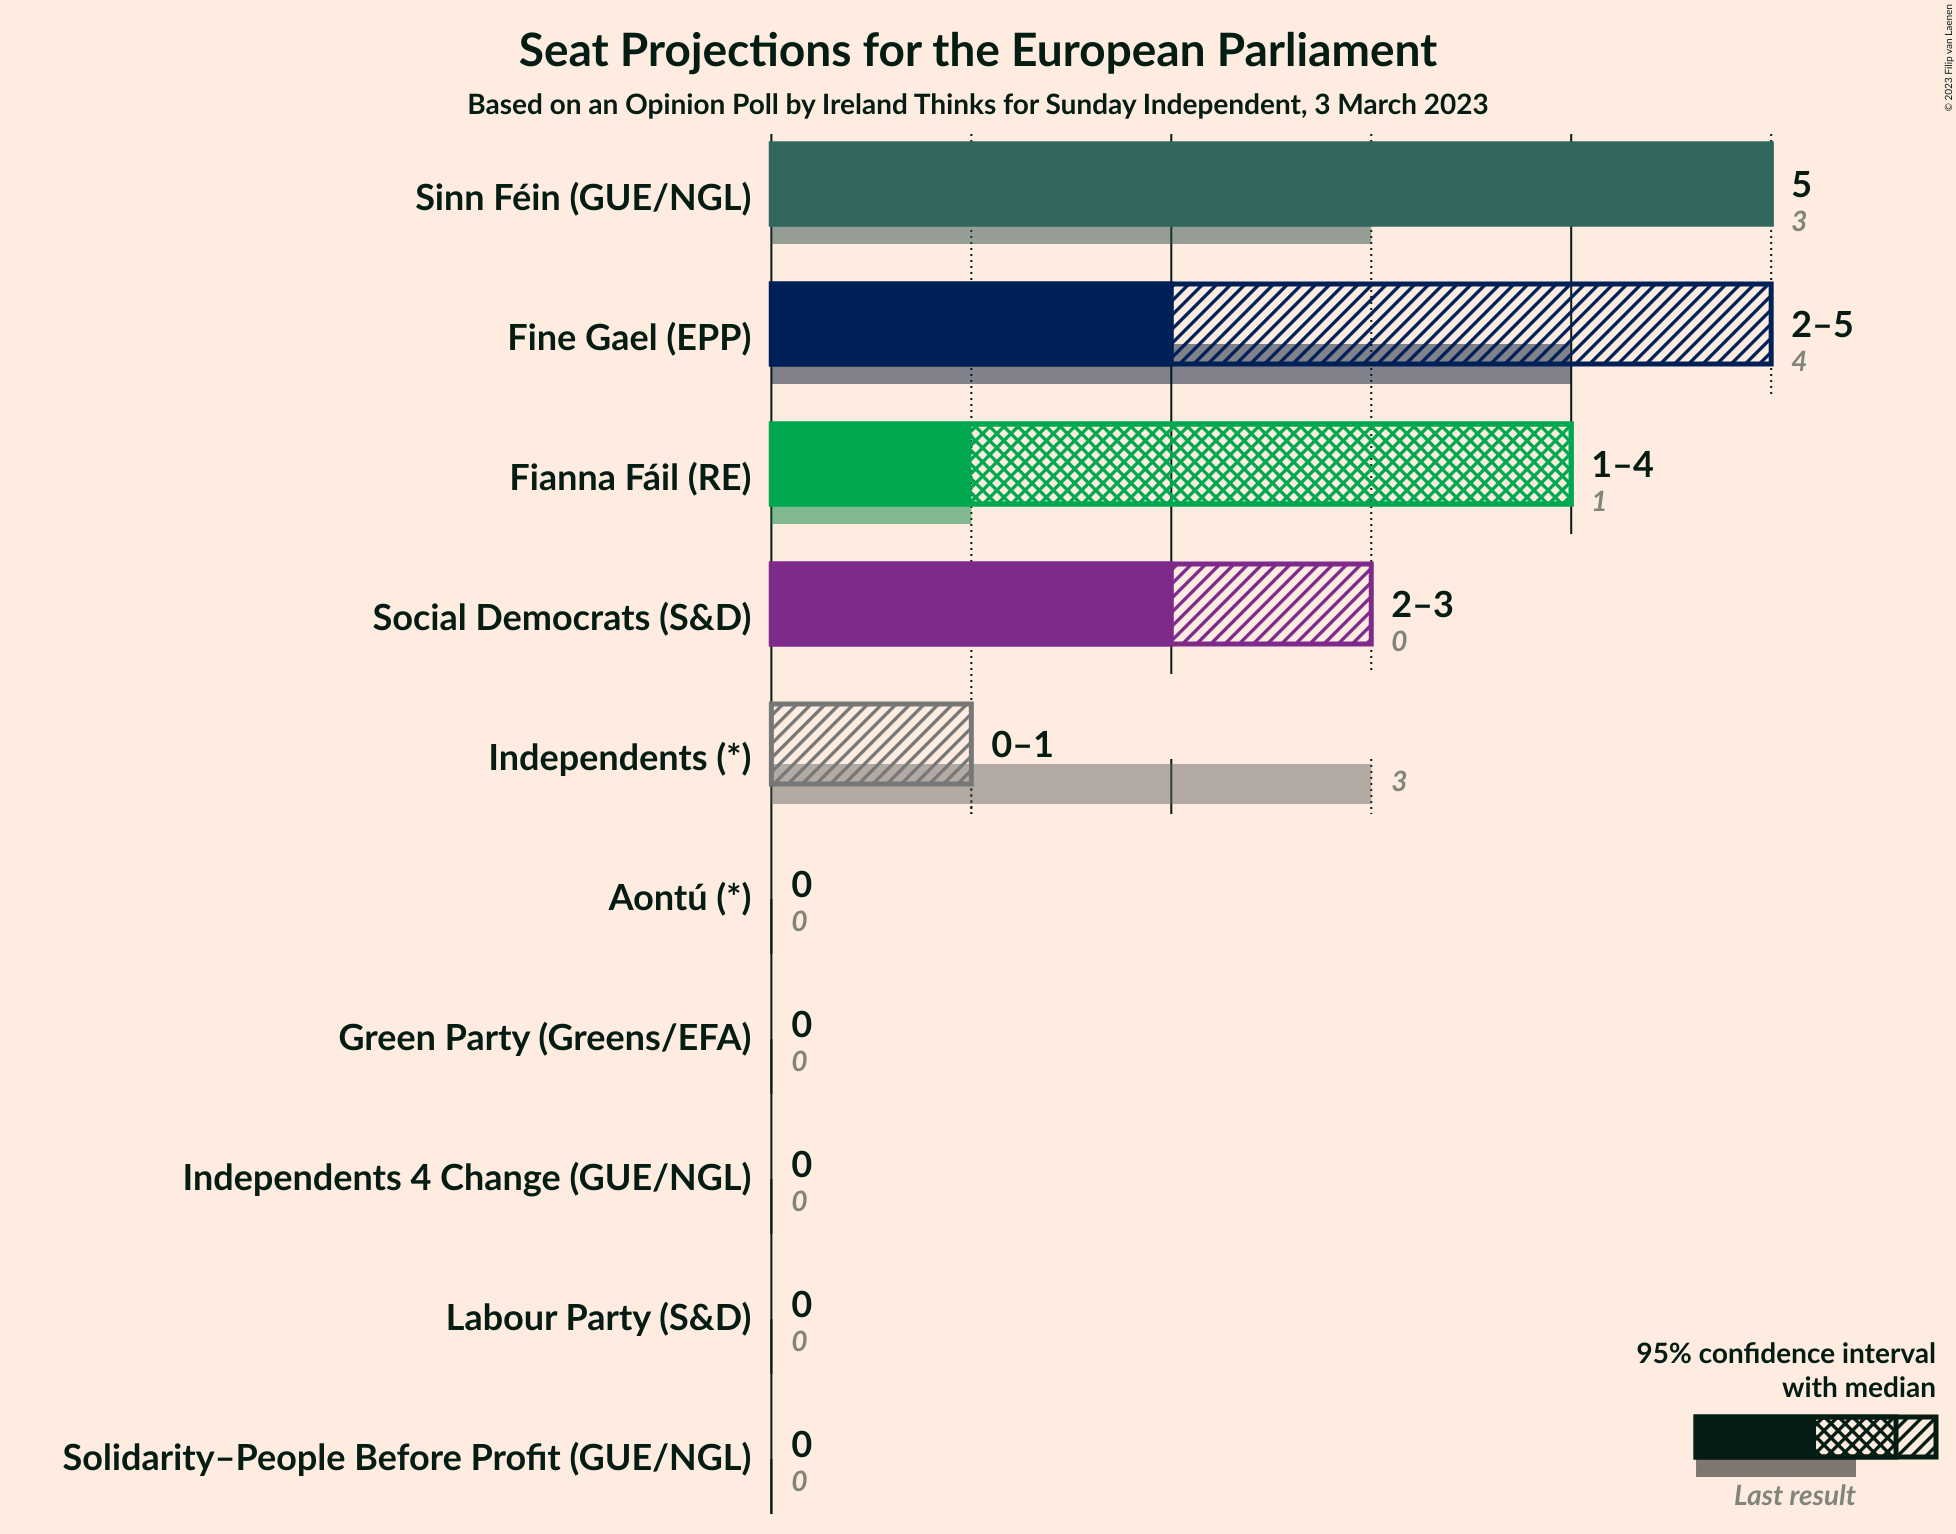 Seat Projections for the European Parliament
Based on an Opinion Poll by Ireland Thinks for Sunday Independent, 3 March 2023
© 2023 Filip van Laenen
Sinn Féin (GUE/NGL)
5
3
Fine Gael (EPP)
2–5
4
Fianna Fáil (RE)
1–4
1
Social Democrats (S&D)
2–3
0
Independents (*)
0–1
3
Aontú (*)
0
0
Green Party (Greens/EFA)
0
0
Independents 4 Change (GUE/NGL)
0
0
Labour Party (S&D)
0
0
Solidarity–People Before Profit (GUE/NGL)
0
0
95% confidence interval
with median
Last result